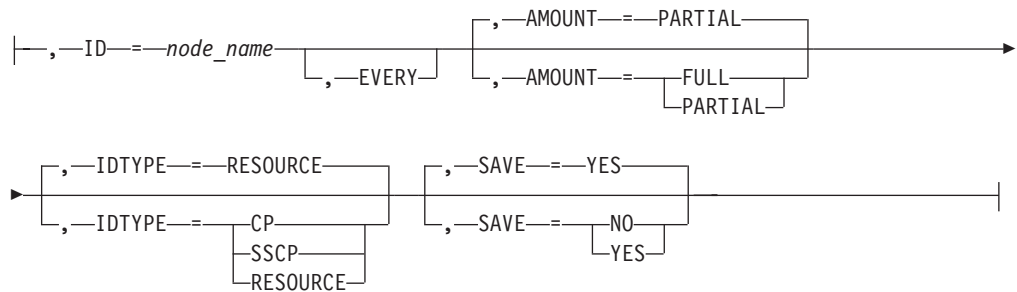 , AMOUNT = PARTIAL
, ID = node_name
, EVERY
, AMOUNT = FULL
PARTIAL
, IDTYPE = RESOURCE
, SAVE = YES
, IDTYPE = CP
SSCP
RESOURCE
, SAVE = NO
YES